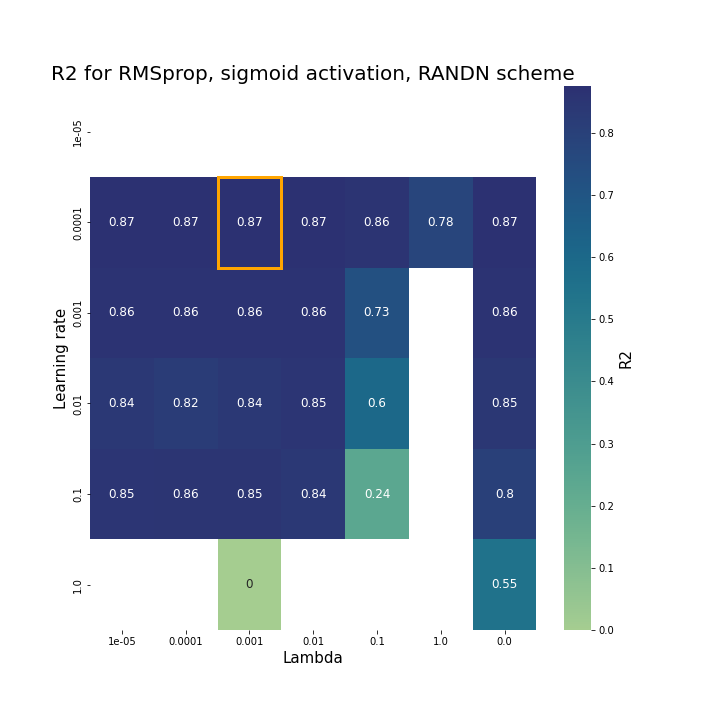 R2 for RMSprop, sigmoid activation, RANDN scheme
Learning rate
1e-05
0.0001 0.87 0.87 0.87 0.87 0.86 0.78 0.87
0.001 0.86 0.86 0.86 0.86 0.73 0.86
0.01 0.84 0.82 0.84 0.85 0.6 0.85
0.1 0.85 0.86 0.85 0.84 0.24 0.8
1.0 0 0.55
1e-05 0.0001 0.001 0.01 0.1 1.0 0.0
Lambda
0.8
0.7
0.6
0.5
0.4
0.3
0.2
0.1
0.0
R2